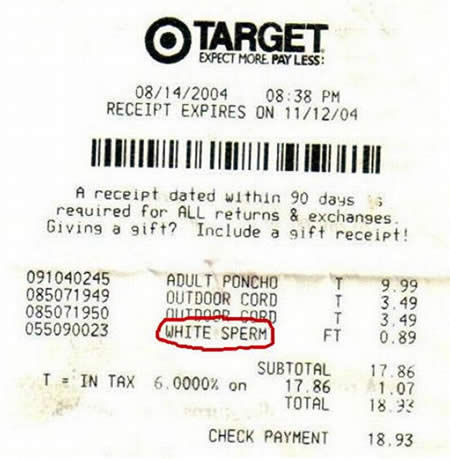 TARGET
EXPECT MORE. PAY LESS:
08/14/2004 08:38 PM
RECEIPT EXPIRES ON 11/12/04
A receipt dated within 90 days is
required for ALL returns & exchanges.
Giving a gift? Include a gift receipt!
091040245 ADULT PONCHO T 9.99
085071949 OUTDOOR CORD T 3.49
085071950 OUTDOOR CORD T 3.49
055090023 WHITE SPERM FT 0.89
SUBTOTAL 17.86
T = IN TAX 6.0000% on 17.86 1.07
TOTAL 18.93
CHECK PAYMENT 18.93